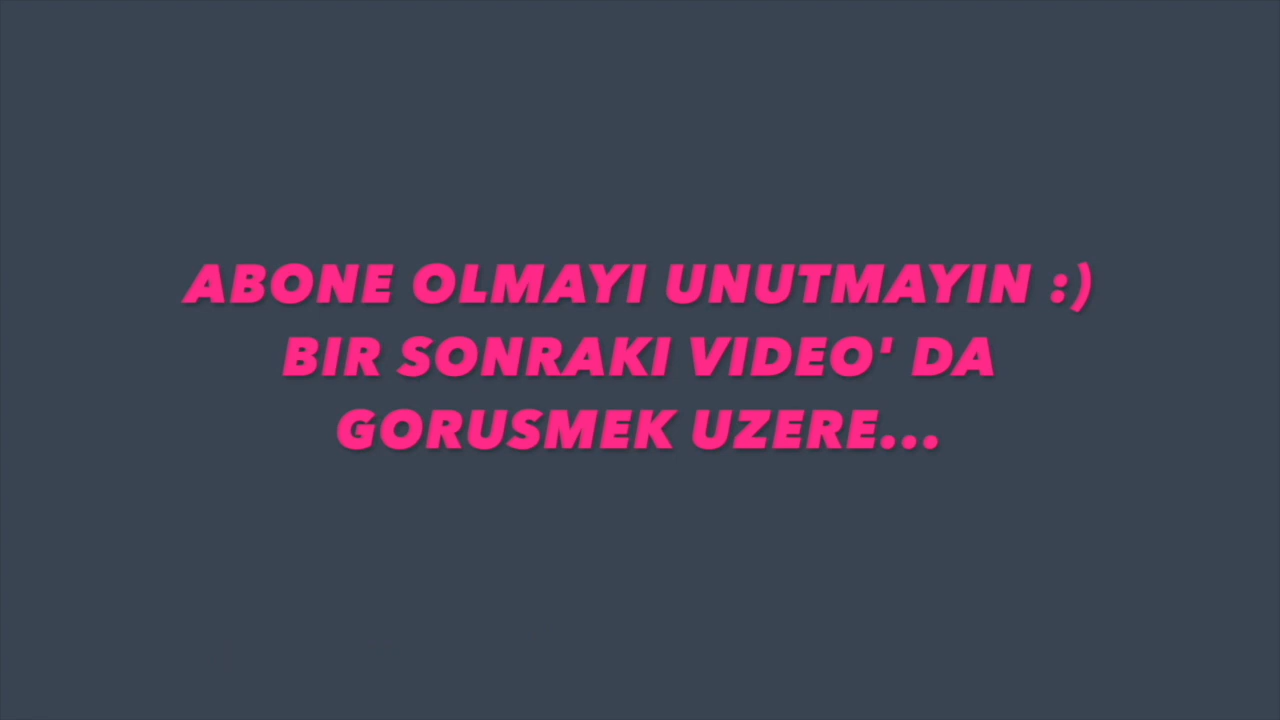 ABONE OLMAYI UNUTMAYIN :)
BIR SONRAKI VIDEO' DA
GORUSMEK UZERE...